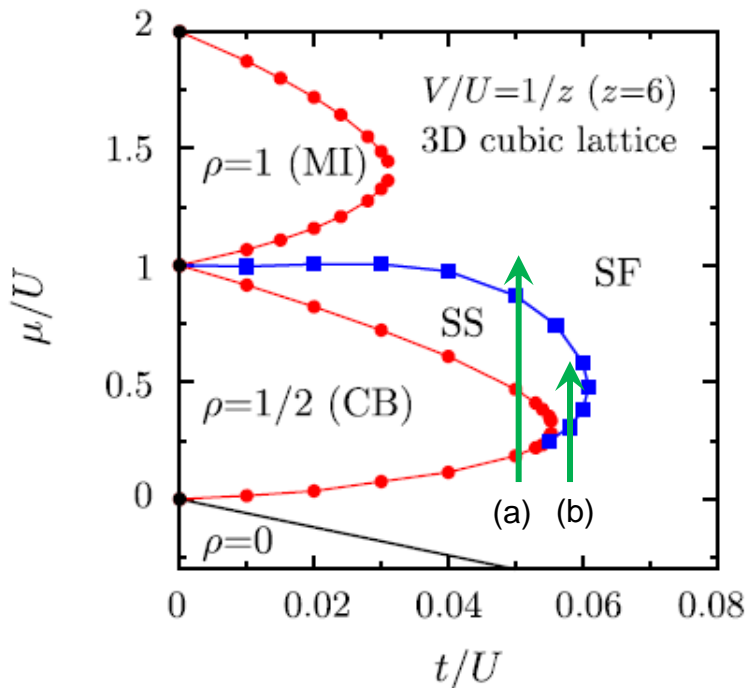 2
V/U=1/z (z=6)
3D cubic lattice
1.5
ρ=1 (MI)
1
SF
SS
μ/U
0.5
ρ=1/2 (CB)
0
(a) (b)
ρ=0
0 0.02 0.04 0.06 0.08
t/U